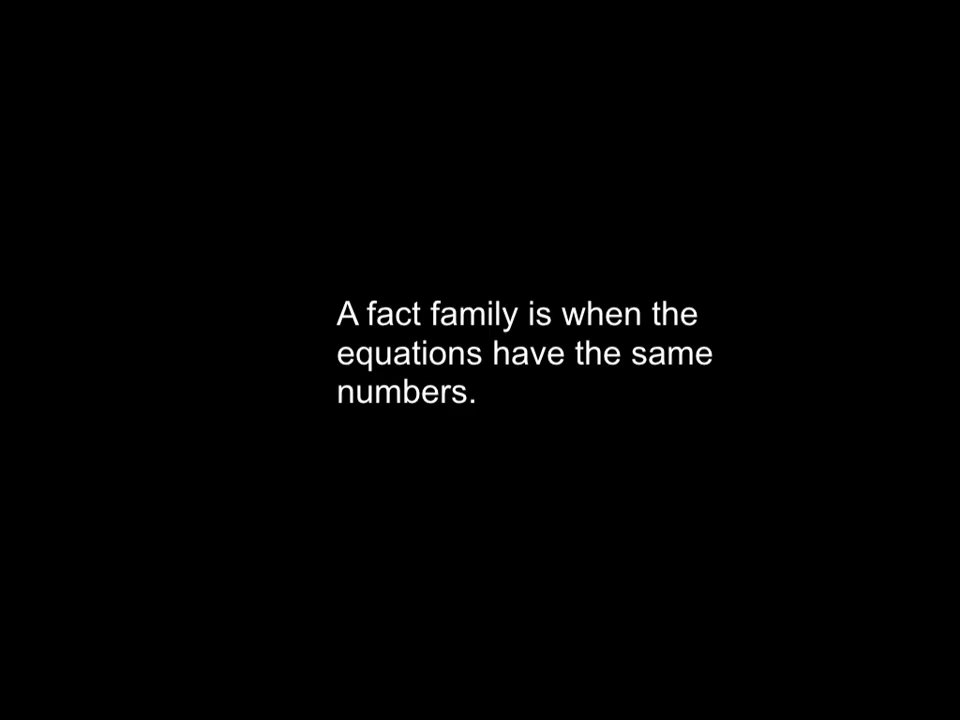 A fact family is when the
equations have the same
numbers.